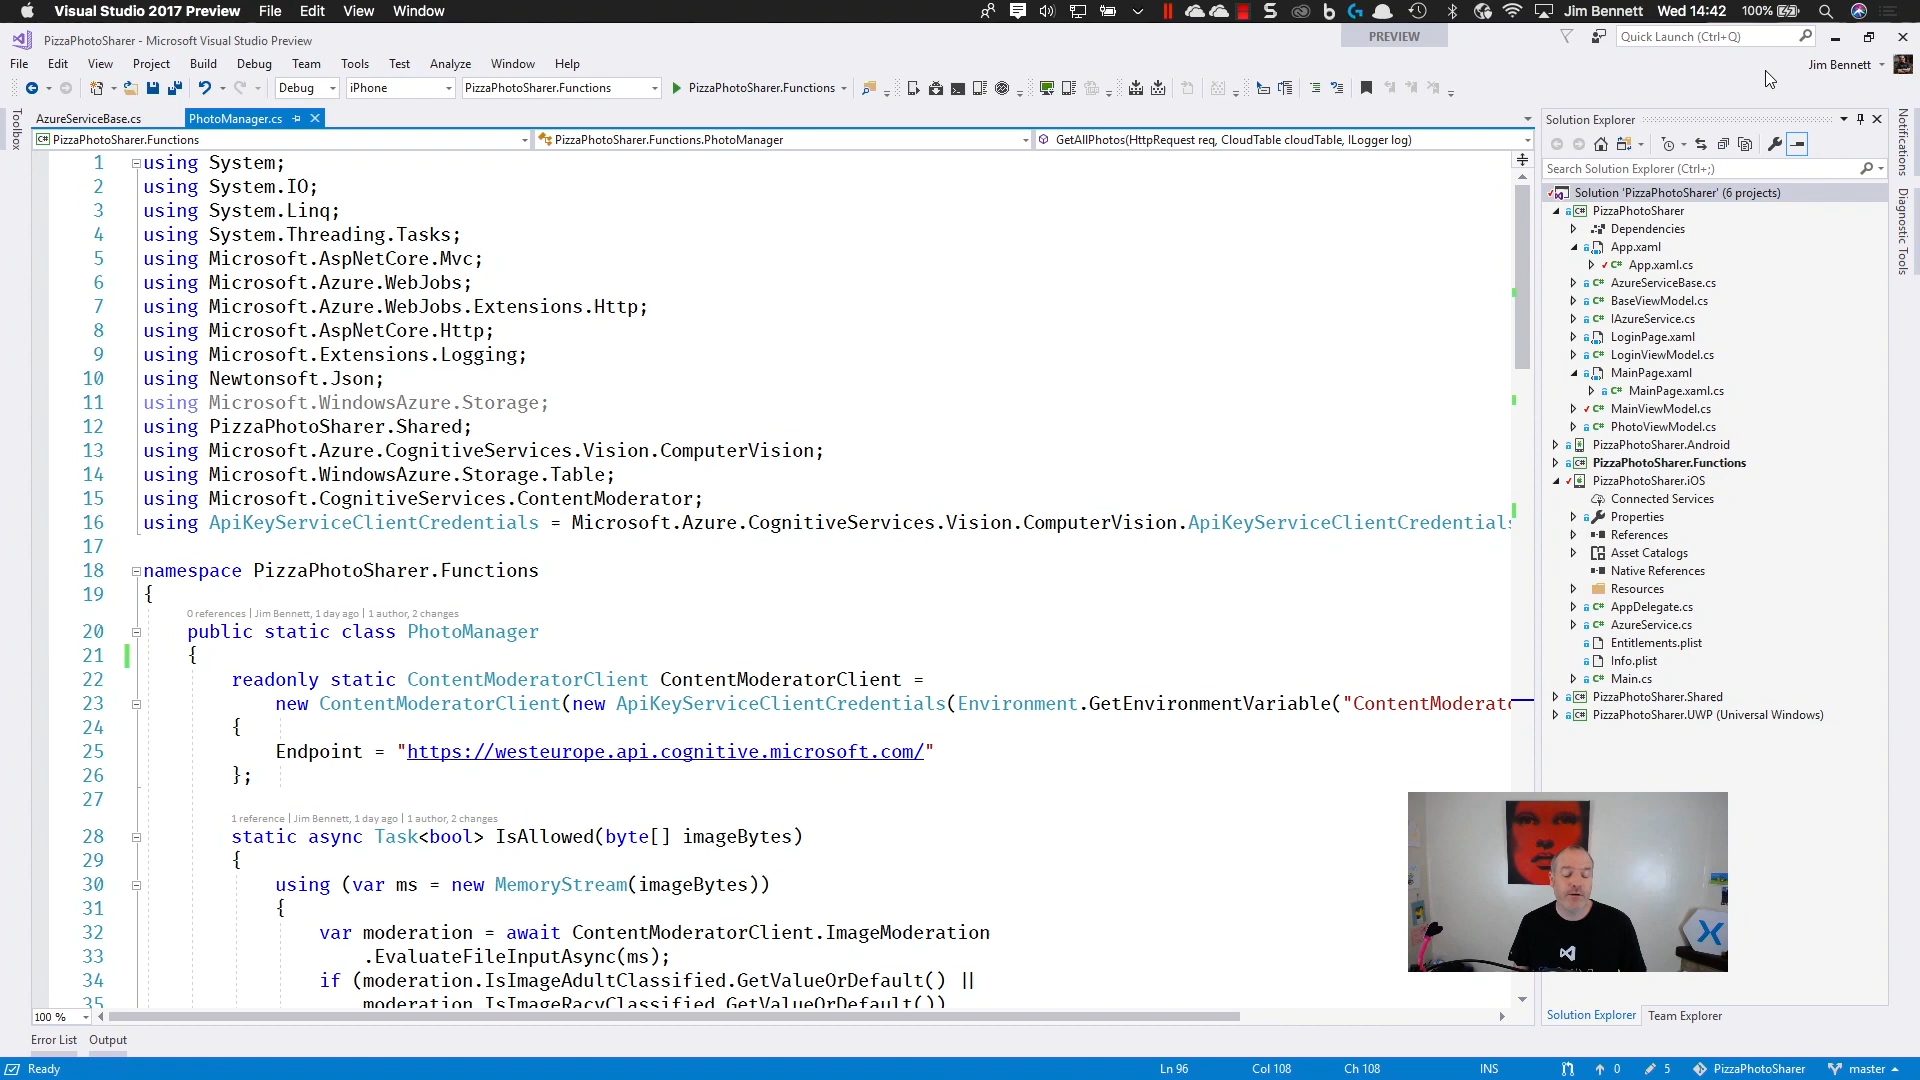 Visual Studio 2017 Preview File Edit View Window
Jim Bennett Wed 14:42 100%
PizzaPhotoSharer - Microsoft Visual Studio Preview
PREVIEW
Quick Launch (Ctrl+Q)
File Edit View Project Build Debug Team Tools Test Analyze Window Help
Jim Bennett
Debug iPhone PizzaPhotoSharer.Functions PizzaPhotoSharer.Functions
Toolbox
AzureServiceBase.cs PhotoManager.cs
PizzaPhotoSharer.Functions PizzaPhotoSharer.Functions.PhotoManager GetAllPhotos(HttpRequest req, CloudTable cloudTable, ILogger log)
1 using System;
2 using System.IO;
3 using System.Linq;
4 using System.Threading.Tasks;
5 using Microsoft.AspNetCore.Mvc;
6 using Microsoft.Azure.WebJobs;
7 using Microsoft.Azure.WebJobs.Extensions.Http;
8 using Microsoft.AspNetCore.Http;
9 using Microsoft.Extensions.Logging;
10 using Newtonsoft.Json;
11 using Microsoft.WindowsAzure.Storage;
12 using PizzaPhotoSharer.Shared;
13 using Microsoft.Azure.CognitiveServices.Vision.ComputerVision;
14 using Microsoft.WindowsAzure.Storage.Table;
15 using Microsoft.CognitiveServices.ContentModerator;
16 using ApiKeyServiceClientCredentials = Microsoft.Azure.CognitiveServices.Vision.ComputerVision.ApiKeyServiceClientCredentials
17
18 namespace PizzaPhotoSharer.Functions
19 {
0 references | Jim Bennett, 1 day ago | 1 author, 2 changes
20 public static class PhotoManager
21 {
22 readonly static ContentModeratorClient ContentModeratorClient =
23 new ContentModeratorClient(new ApiKeyServiceClientCredentials(Environment.GetEnvironmentVariable("ContentModerato
24 {
25 Endpoint = "https://westeurope.api.cognitive.microsoft.com/"
26 };
27
1 reference | Jim Bennett, 1 day ago | 1 author, 2 changes
28 static async Task<bool> IsAllowed(byte[] imageBytes)
29 {
30 using (var ms = new MemoryStream(imageBytes))
31 {
32 var moderation = await ContentModeratorClient.ImageModeration
33 .EvaluateFileInputAsync(ms);
34 if (moderation.IsImageAdultClassified.GetValueOrDefault() ||
35 moderation.IsImageRacyClassified.GetValueOrDefault())
100 %
Error List Output
Solution Explorer
Search Solution Explorer (Ctrl+;)
Solution 'PizzaPhotoSharer' (6 projects)
PizzaPhotoSharer
Dependencies
App.xaml
App.xaml.cs
AzureServiceBase.cs
BaseViewModel.cs
IAzureService.cs
LoginPage.xaml
LoginViewModel.cs
MainPage.xaml
MainPage.xaml.cs
MainViewModel.cs
PhotoViewModel.cs
PizzaPhotoSharer.Android
PizzaPhotoSharer.Functions
PizzaPhotoSharer.iOS
Connected Services
Properties
References
Asset Catalogs
Native References
Resources
AppDelegate.cs
AzureService.cs
Entitlements.plist
Info.plist
Main.cs
PizzaPhotoSharer.Shared
PizzaPhotoSharer.UWP (Universal Windows)
Solution Explorer Team Explorer
Notifications
Diagnostic Tools
Ready Ln 96 Col 108 Ch 108 INS 0 5 PizzaPhotoSharer master